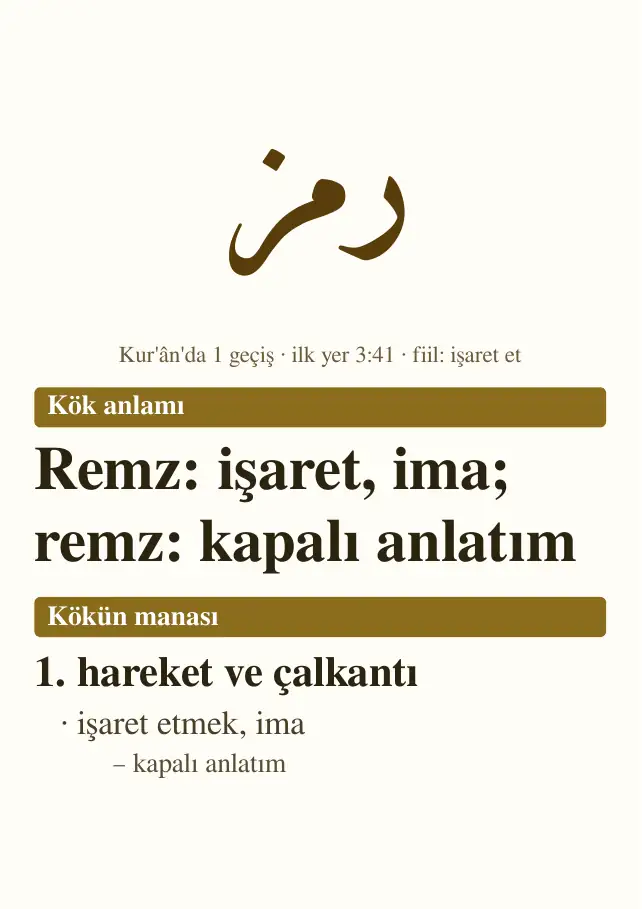 رمز
Kur'ân'da 1 geçiş · ilk yer 3:41 · fiil: işaret et
Kök anlamı
Remz: işaret, ima;
remz: kapalı anlatım
Kökün manası
1. hareket ve çalkantı
· işaret etmek, ima
– kapalı anlatım